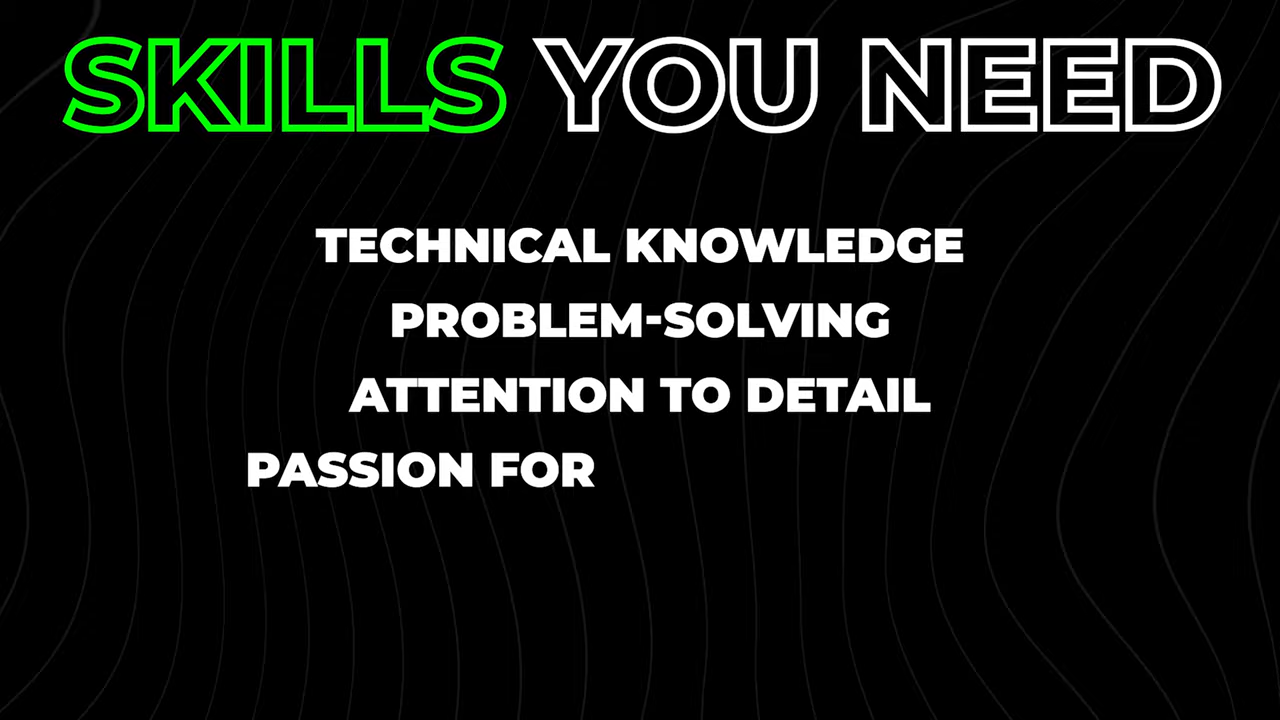 SKILLS YOU NEED
TECHNICAL KNOWLEDGE
PROBLEM-SOLVING
ATTENTION TO DETAIL
PASSION FOR